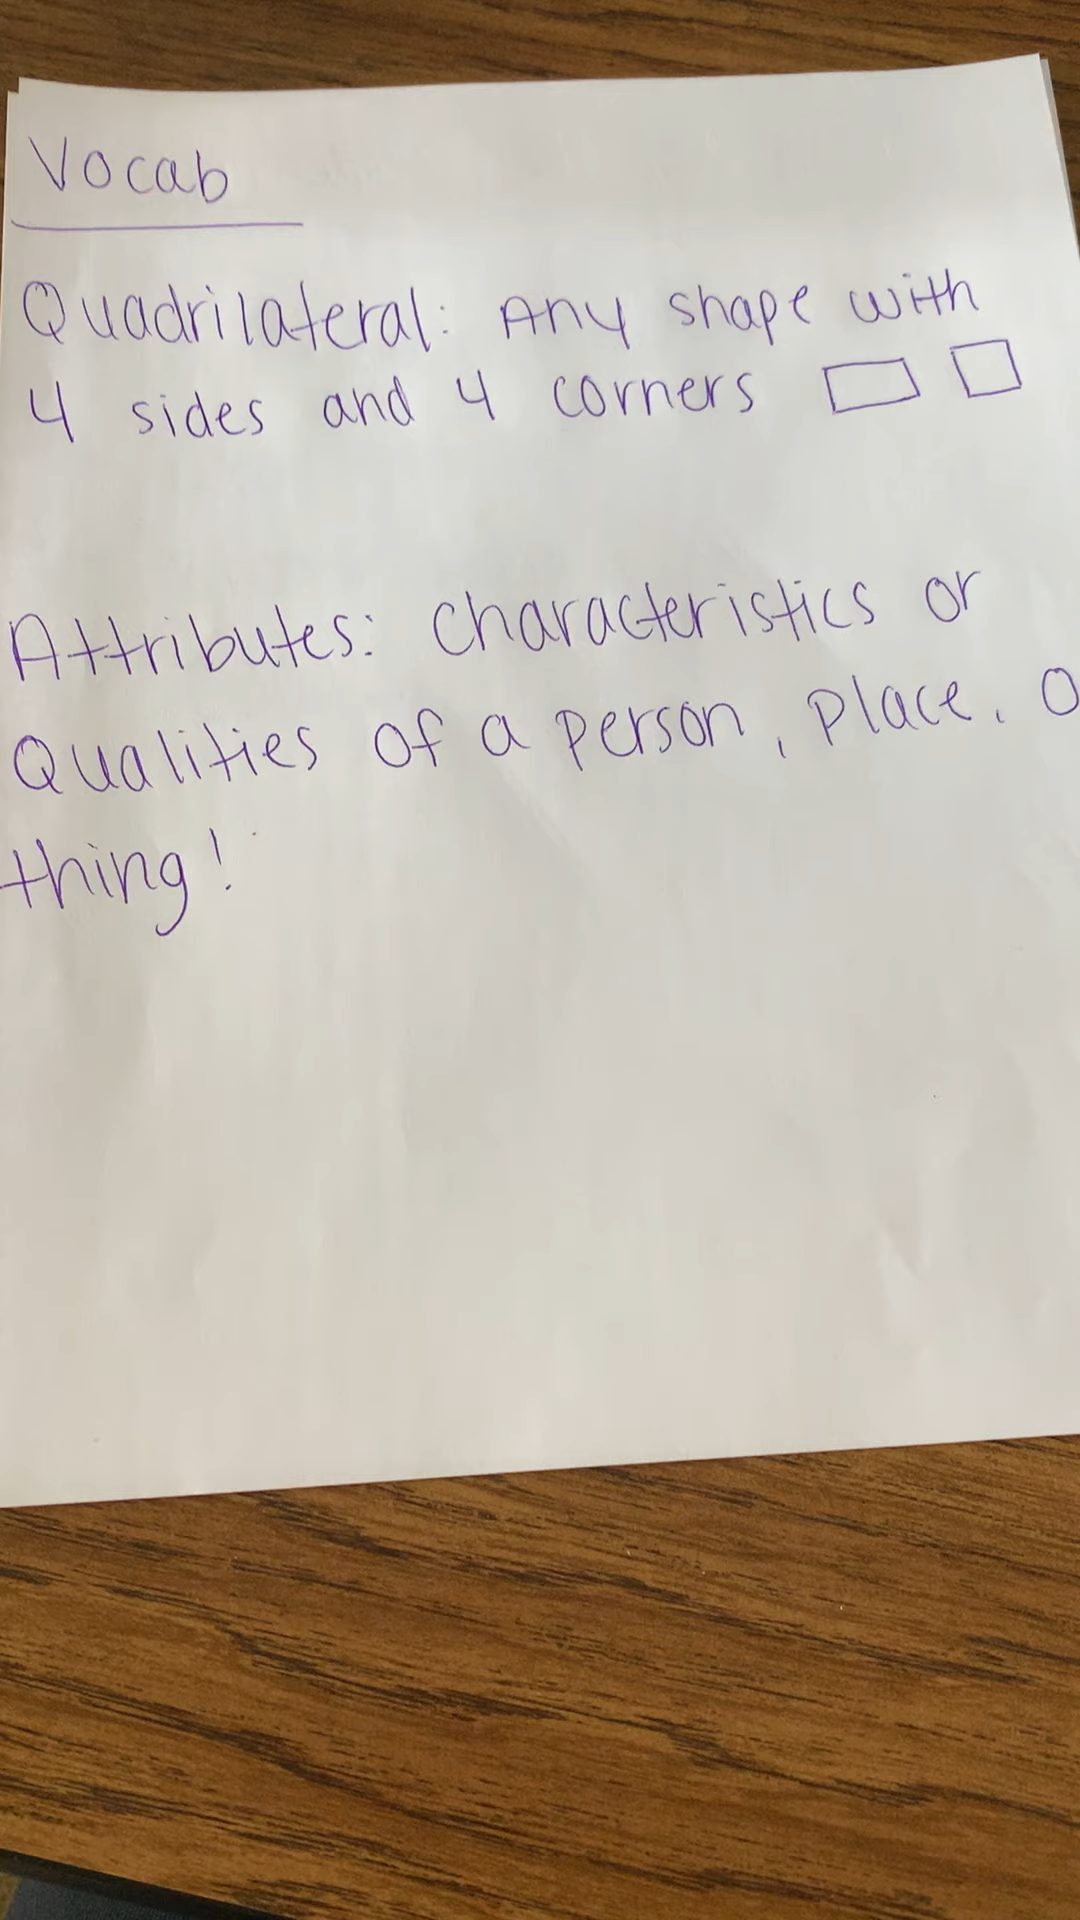 Vocab
Quadrilateral: Any shape with
4 sides and 4 corners
Attributes: Characteristics or
Qualities of a person, place, o
thing!